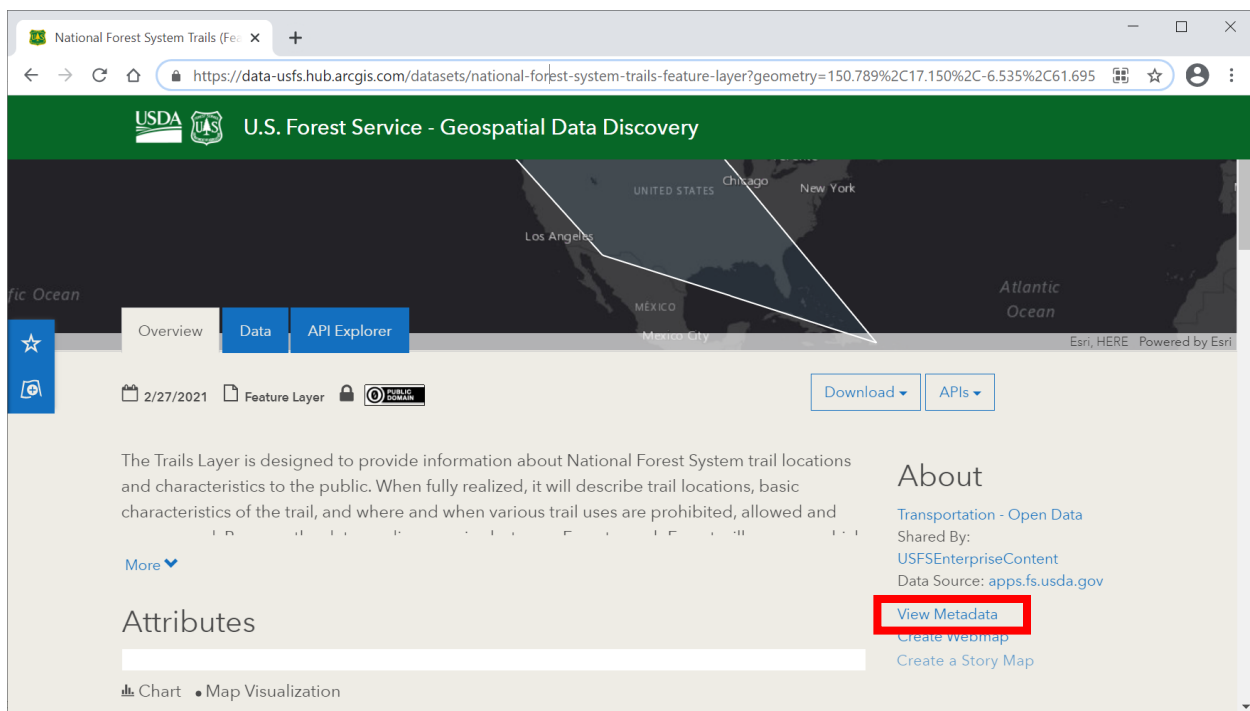 National Forest System Trails (Fea
https://data-usfs.hub.arcgis.com/datasets/national-forest-system-trails-feature-layer?geometry=150.789%2C17.150%2C-6.535%2C61.695
USDA UAS U.S. Forest Service - Geospatial Data Discovery
UNITED STATES
Chicago
New York
Los Angeles
fic Ocean
Atlantic
Ocean
MÉXICO
Mexico City
Esri, HERE Powered by Esri
Overview Data API Explorer
2/27/2021 Feature Layer 0 PUBLIC DOMAIN
Download APIs
The Trails Layer is designed to provide information about National Forest System trail locations
and characteristics to the public. When fully realized, it will describe trail locations, basic
characteristics of the trail, and where and when various trail uses are prohibited, allowed and
More
About
Transportation - Open Data
Shared By:
USFSEnterpriseContent
Data Source: apps.fs.usda.gov
View Metadata
Create Webmap
Create a Story Map
Attributes
Chart • Map Visualization